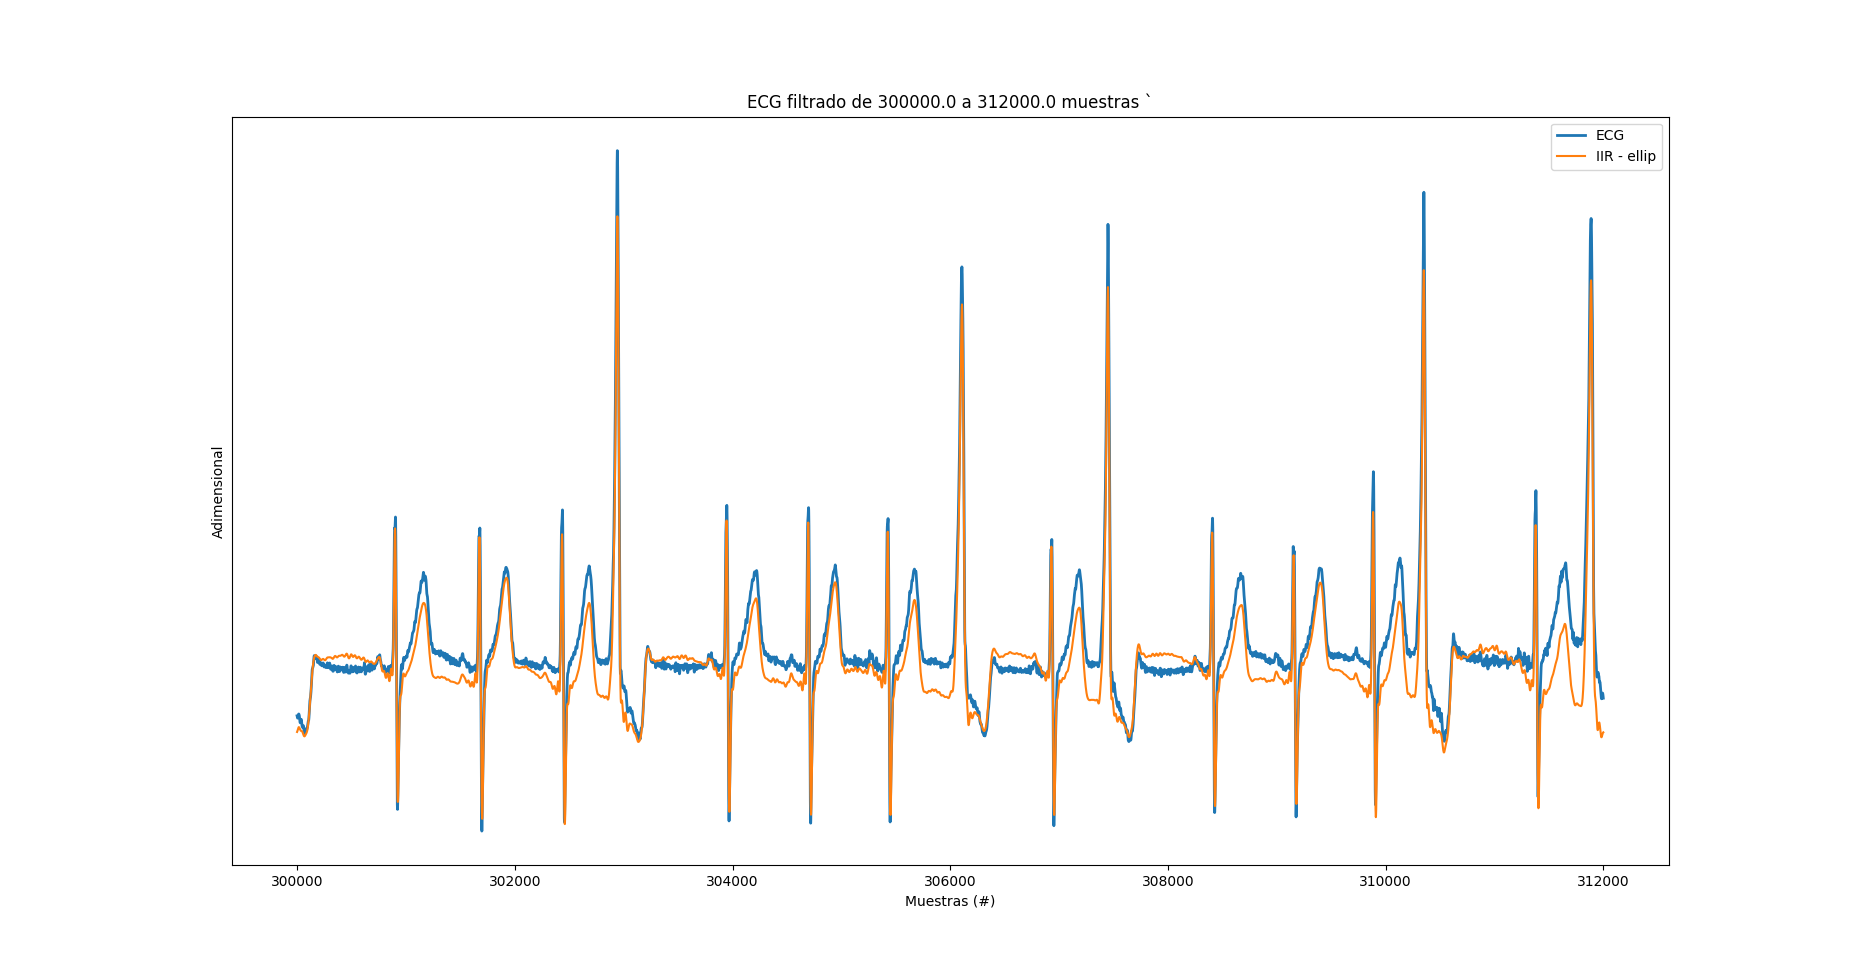 ECG filtrado de 300000.0 a 312000.0 muestras `
ECG
IIR - ellip
Adimensional
300000 302000 304000 306000 308000 310000 312000
Muestras (#)